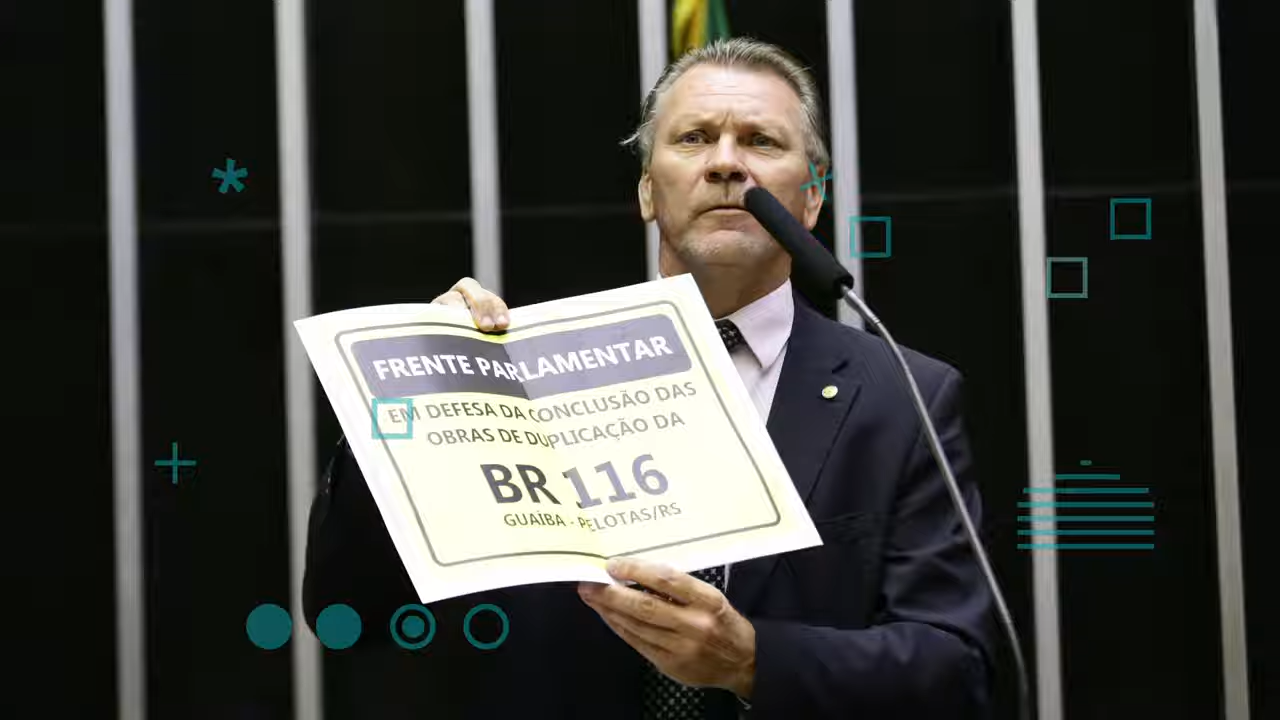 FRENTE PARLAMENTAR
EM DEFESA DA CONCLUSÃO DAS
OBRAS DE DUPLICAÇÃO DA
BR 116
GUAÍBA - PELOTAS/RS